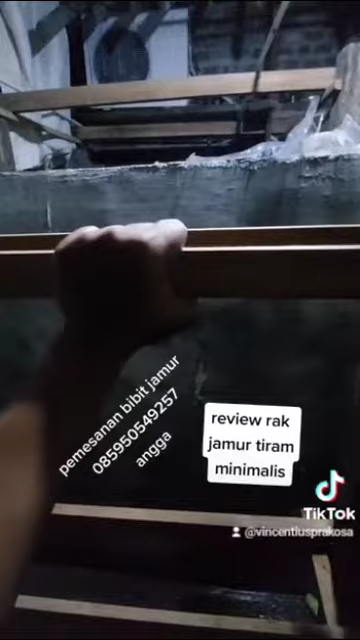 pemesanan bibit jamur
085950549257
angga
review rak
jamur tiram
minimalis
TikTok
@vincentiusprakosa